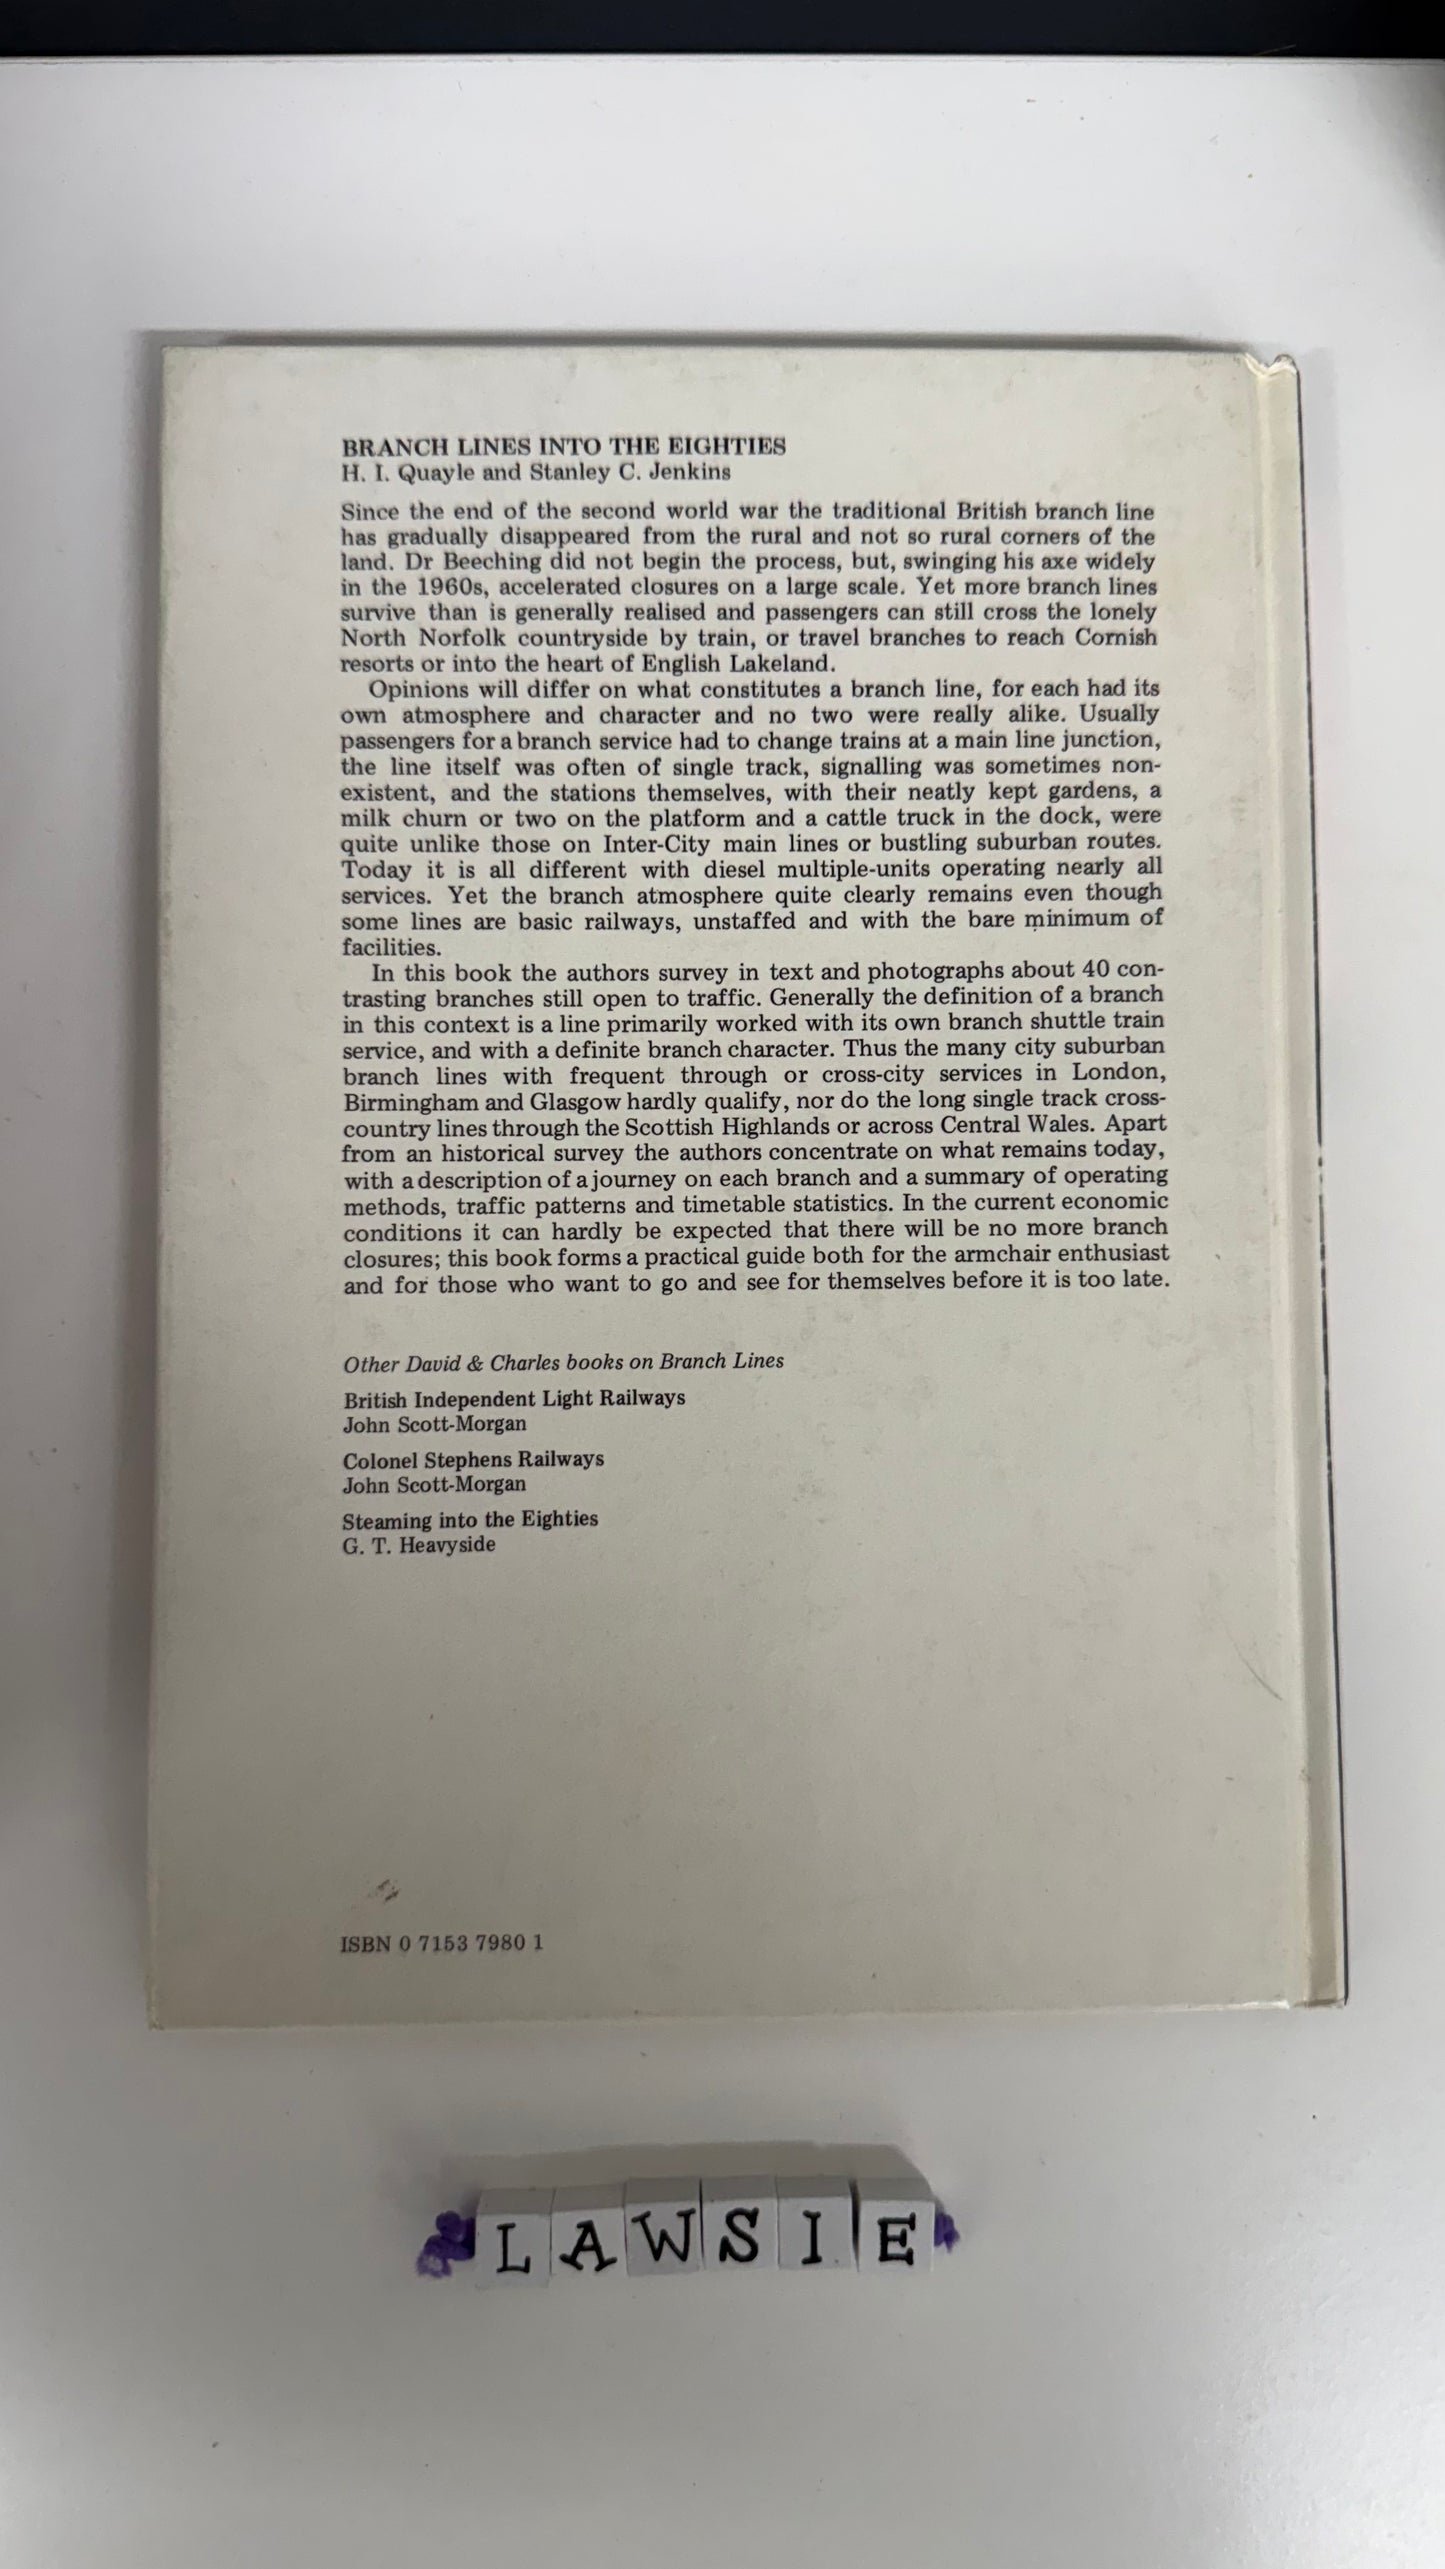 BRANCH LINES INTO THE EIGHTIES
H. I. Quayle and Stanley C. Jenkins
Since the end of the second world war the traditional British branch line
has gradually disappeared from the rural and not so rural corners of the
land. Dr Beeching did not begin the process, but, swinging his axe widely
in the 1960s, accelerated closures on a large scale. Yet more branch lines
survive than is generally realised and passengers can still cross the lonely
North Norfolk countryside by train, or travel branches to reach Cornish
resorts or into the heart of English Lakeland.
Opinions will differ on what constitutes a branch line, for each had its
own atmosphere and character and no two were really alike. Usually
passengers for a branch service had to change trains at a main line junction,
the line itself was often of single track, signalling was sometimes non-
existent, and the stations themselves, with their neatly kept gardens, a
milk churn or two on the platform and a cattle truck in the dock, were
quite unlike those on Inter-City main lines or bustling suburban routes.
Today it is all different with diesel multiple-units operating nearly all
services. Yet the branch atmosphere quite clearly remains even though
some lines are basic railways, unstaffed and with the bare minimum of
facilities.
In this book the authors survey in text and photographs about 40 con-
trasting branches still open to traffic. Generally the definition of a branch
in this context is a line primarily worked with its own branch shuttle train
service, and with a definite branch character. Thus the many city suburban
branch lines with frequent through or cross-city services in London,
Birmingham and Glasgow hardly qualify, nor do the long single track cross-
country lines through the Scottish Highlands or across Central Wales. Apart
from an historical survey the authors concentrate on what remains today,
with a description of a journey on each branch and a summary of operating
methods, traffic patterns and timetable statistics. In the current economic
conditions it can hardly be expected that there will be no more branch
closures; this book forms a practical guide both for the armchair enthusiast
and for those who want to go and see for themselves before it is too late.
Other David & Charles books on Branch Lines
British Independent Light Railways
John Scott-Morgan
Colonel Stephens Railways
John Scott-Morgan
Steaming into the Eighties
G. T. Heavyside
ISBN 0 7153 7980 1
LAWSIE